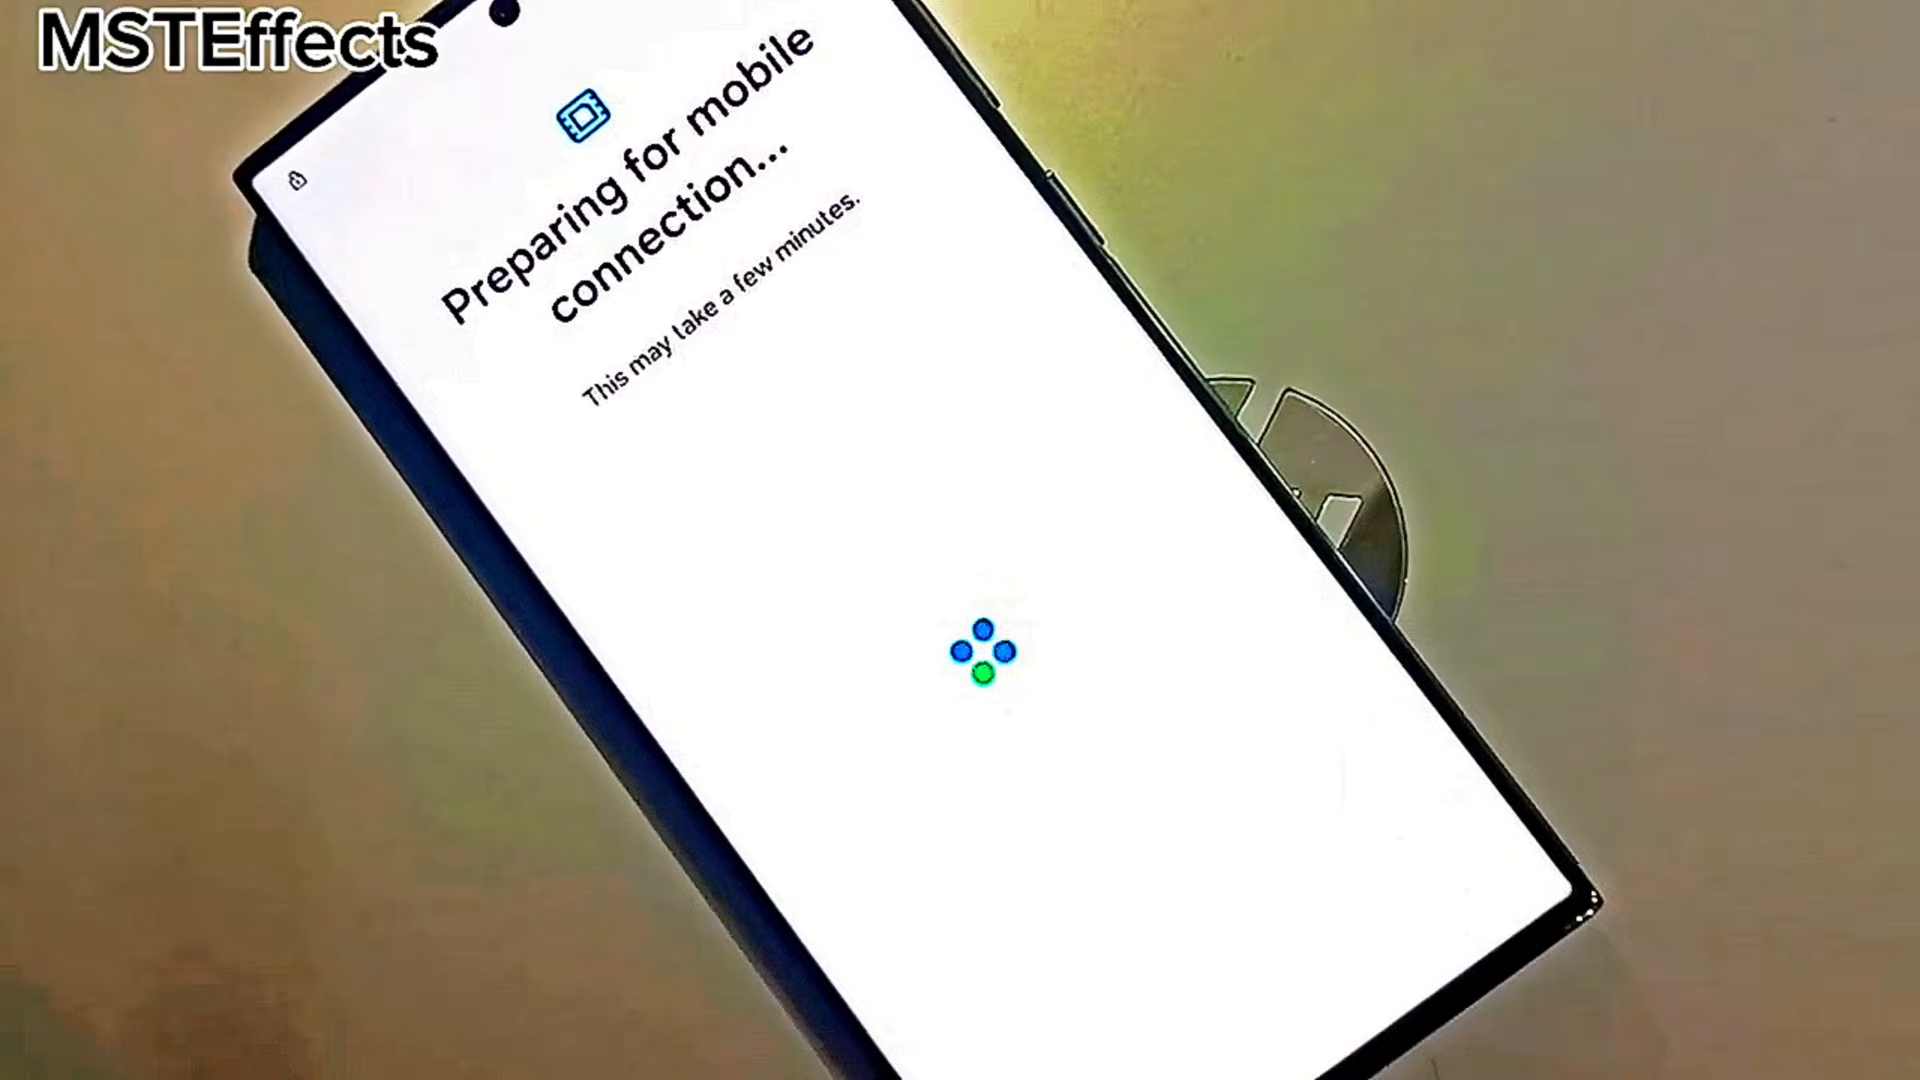 MSTEffects
Preparing for mobile
connection...
This may take a few minutes.